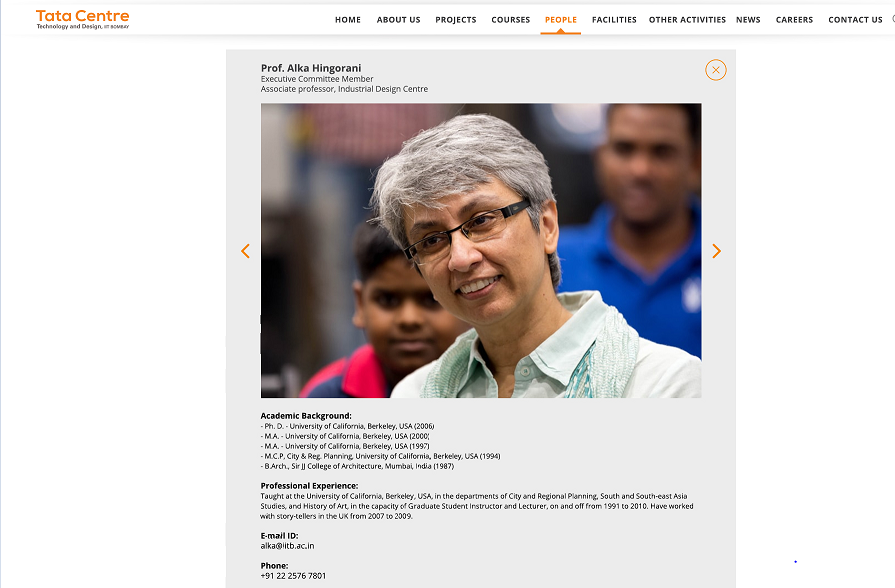 Tata Centre
Technology and Design, IIT BOMBAY
HOME ABOUT US PROJECTS COURSES PEOPLE FACILITIES OTHER ACTIVITIES NEWS CAREERS CONTACT US
Prof. Alka Hingorani
Executive Committee Member
Associate professor, Industrial Design Centre
Academic Background:
- Ph. D. - University of California, Berkeley, USA (2006)
- M.A. - University of California, Berkeley, USA (2000)
- M.A. - University of California, Berkeley, USA (1997)
- M.C.P, City & Reg. Planning, University of California, Berkeley, USA (1994)
- B.Arch., Sir JJ College of Architecture, Mumbai, India (1987)
Professional Experience:
Taught at the University of California, Berkeley, USA, in the departments of City and Regional Planning, South and South-east Asia
Studies, and History of Art, in the capacity of Graduate Student Instructor and Lecturer, on and off from 1991 to 2010. Have worked
with story-tellers in the UK from 2007 to 2009.
E-mail ID:
alka@iitb.ac.in
Phone:
+91 22 2576 7801